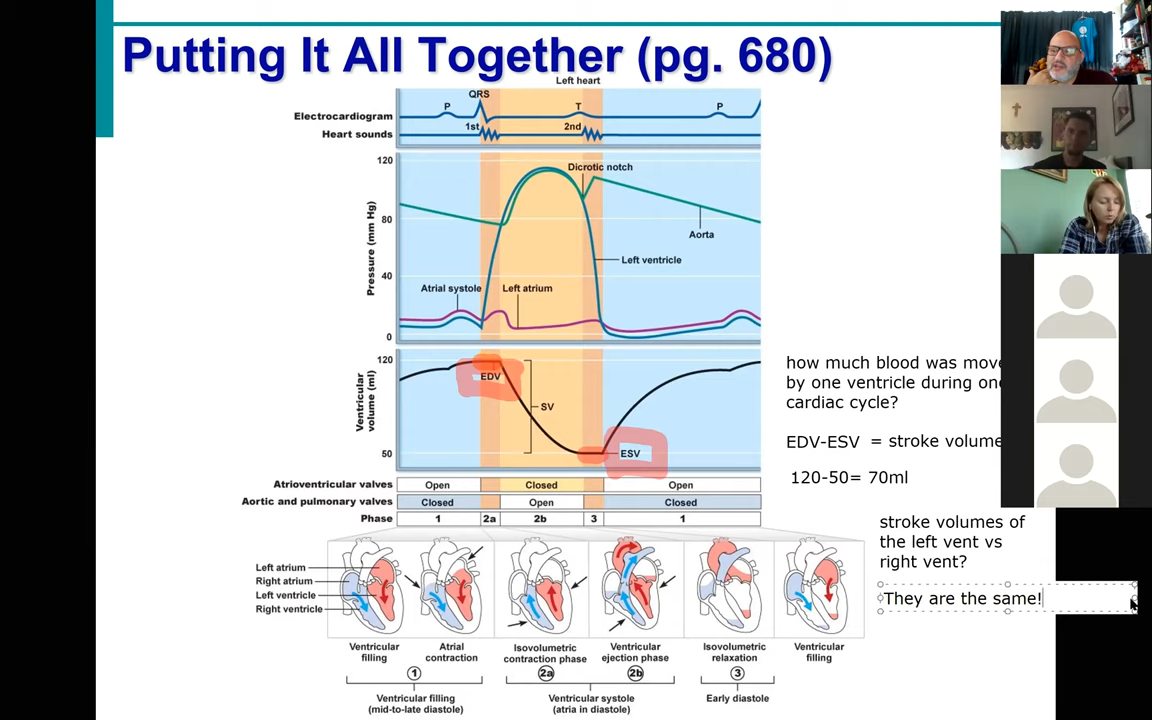 Putting It All Together (pg. 680)
Left heart
QRS
P
T
P
Electrocardiogram
1st
2nd
Heart sounds
120
Dicrotic notch
80
Aorta
Pressure (mm Hg)
Left ventricle
40
Atrial systole
Left atrium
0
120
EDV
Ventricular
volume (ml)
SV
50
ESV
how much blood was move
by one ventricle during one
cardiac cycle?
EDV-ESV = stroke volume
120-50= 70ml
stroke volumes of
the left vent vs
right vent?
They are the same!
Atrioventricular valves
Open
Closed
Open
Aortic and pulmonary valves
Closed
Open
Closed
Phase
1
2a
2b
3
1
Left atrium
Right atrium
Left ventricle
Right ventricle
Ventricular
filling
Atrial
contraction
Isovolumetric
contraction phase
Ventricular
ejection phase
Isovolumetric
relaxation
Ventricular
filling
1
2a
2b
3
Ventricular filling
(mid-to-late diastole)
Ventricular systole
(atria in diastole)
Early diastole